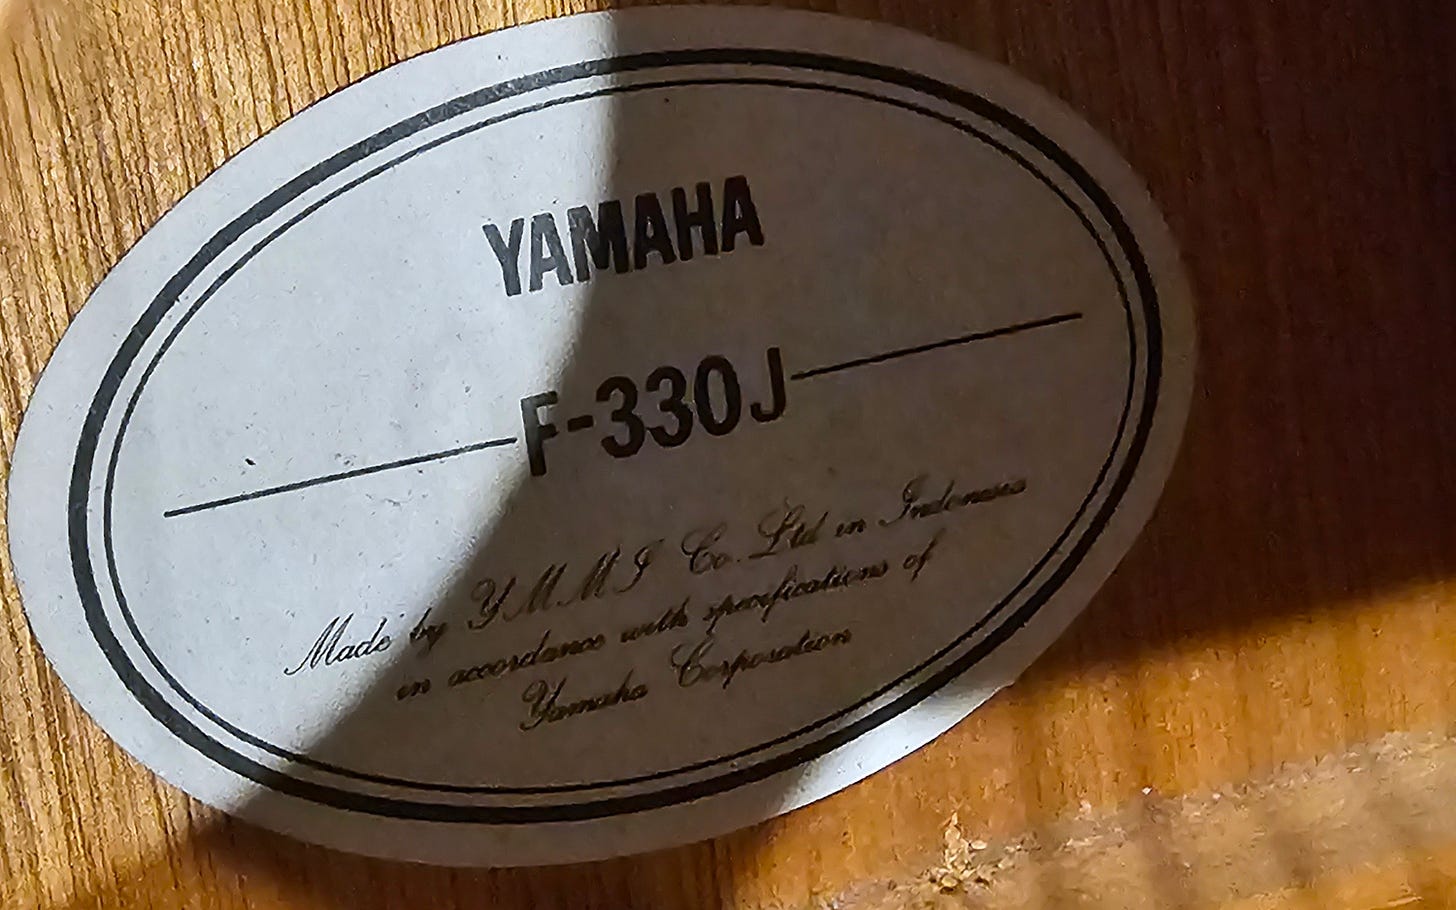 YAMAHA
F-330J
Made by YMMI Co. Ltd in Indonesia
in accordance with specifications of
Yamaha Corporation